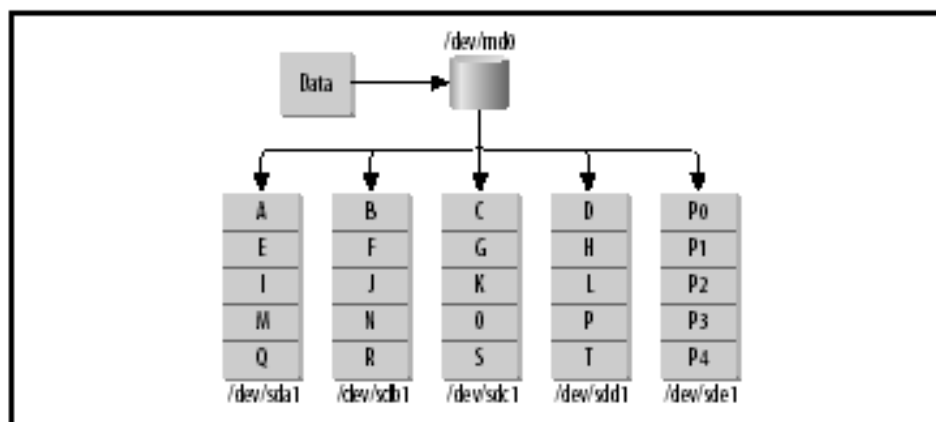 /dev/md0
Data
A B C D P0
E F G H P1
I J K L P2
M N O P P3
Q R S T P4
/dev/sda1 /dev/sdb1 /dev/sdc1 /dev/sdd1 /dev/sde1